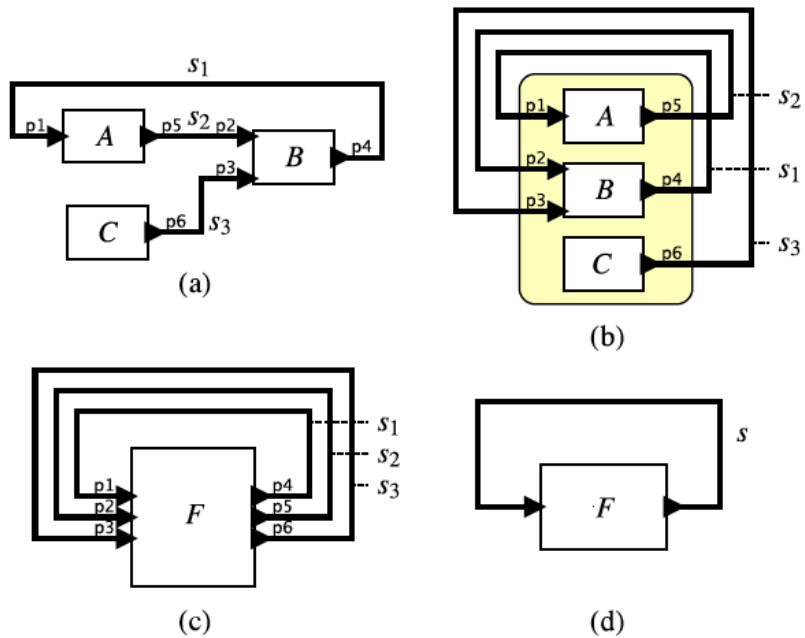 s1
p1 A p5 s2 p2 B p4
p3
C p6 s3
(a)
p1 A p5 s2
p2 B p4 s1
p3
C p6 s3
(b)
s1
s2
s3
p1 F p4
p2 p5
p3 p6
(c)
s
F
(d)